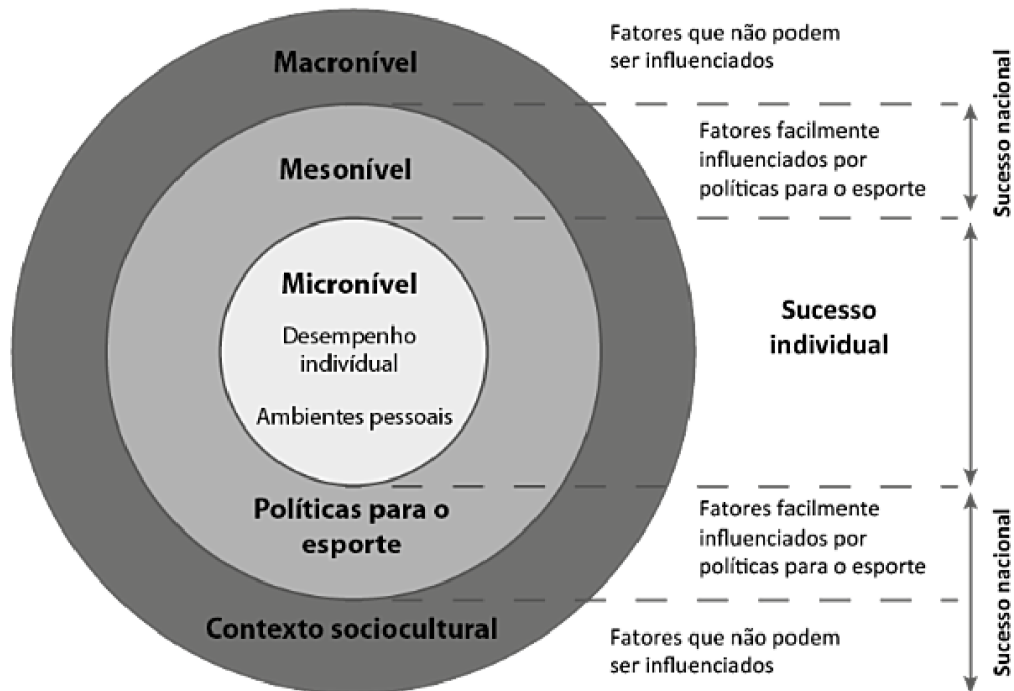 Macronível
Mesonível
Micronível
Desempenho
indivídual
Ambientes pessoais
Políticas para o
esporte
Contexto sociocultural
Fatores que não podem
ser influenciados
Fatores facilmente
influenciados por
políticas para o esporte
Sucesso nacional
Sucesso
individual
Fatores facilmente
influenciados por
políticas para o esporte
Fatores que não podem
ser influenciados
Sucesso nacional